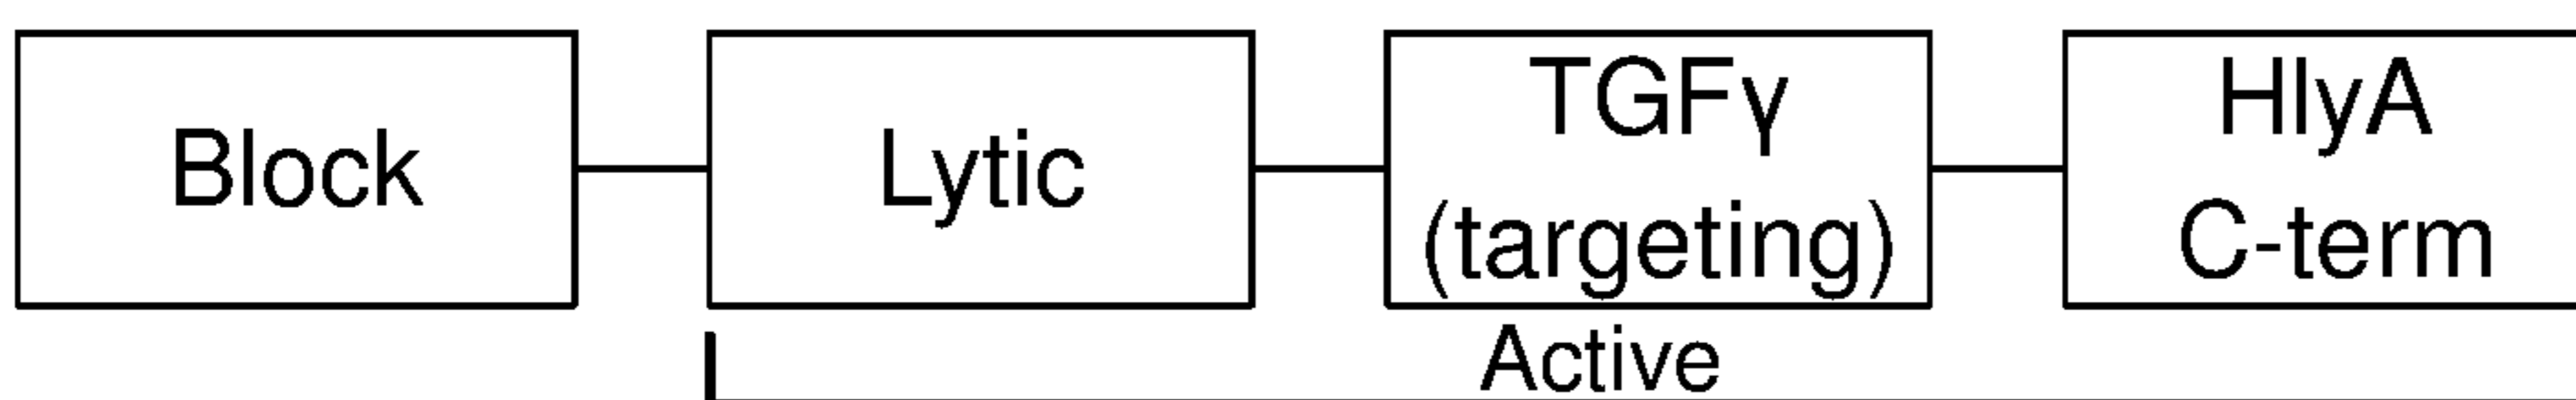 Block
Lytic
TGFγ
(targeting)
HlyA
C-term
Active